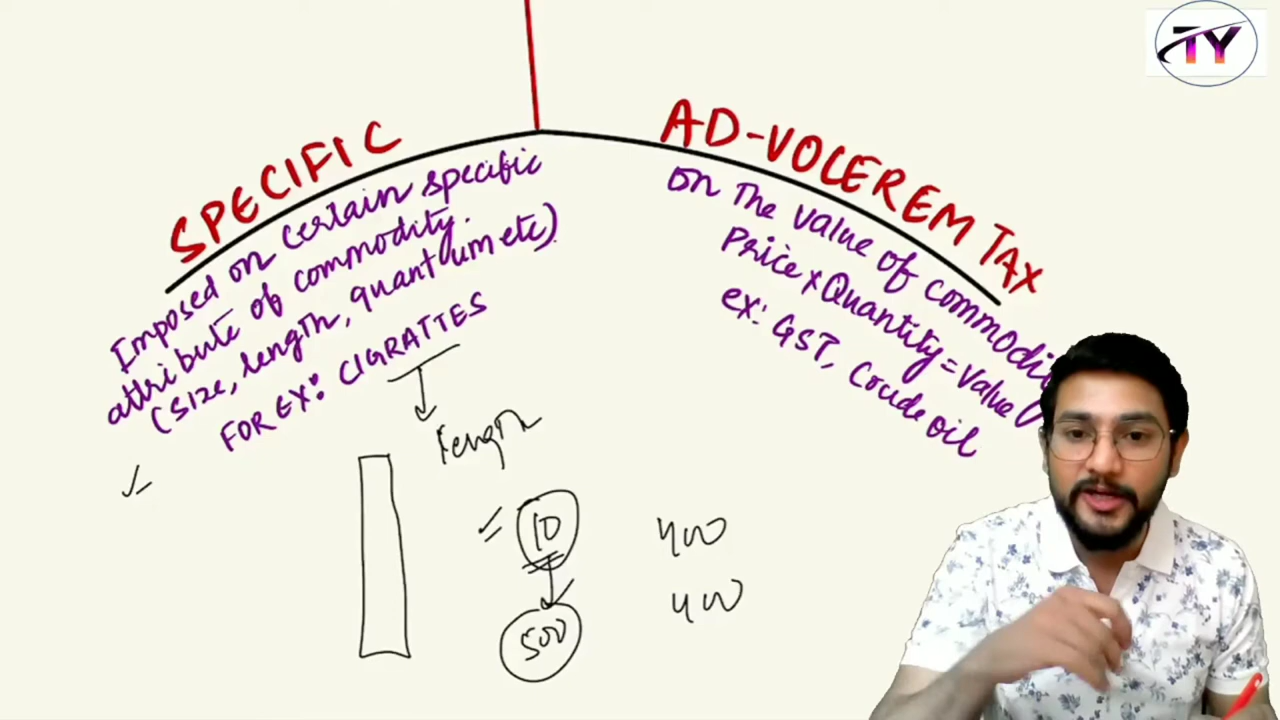 TY
SPECIFIC
Imposed on certain specific
attribute of commodity.
(size, length, quantum etc)
FOR EX: CIGRATTES
length
10
500
400
400
AD-VOLEREM TAX
on The value of commodi
Price x Quantity = value
ex: GST, Crude oil